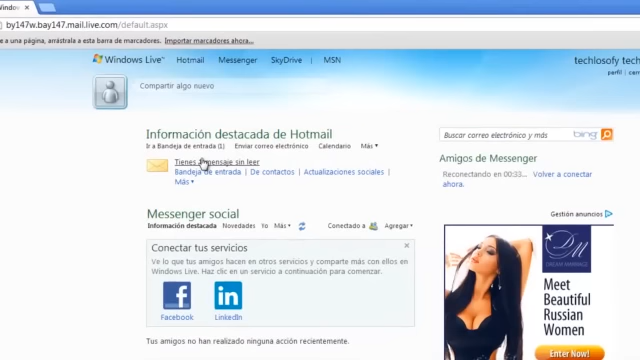 Windov
by147w.bay147.mail.live.com/default.aspx
e a una página, arrástrala a esta barra de marcadores. Importar marcadores ahora...
Windows Live™ Hotmail Messenger SkyDrive | MSN
techlosofy tech
perfil | cerr
Compartir algo nuevo
Información destacada de Hotmail
Ir a Bandeja de entrada (1) Enviar correo electrónico Calendario Más
Tienes mensaje sin leer
Bandeja de entrada | De contactos | Actualizaciones sociales |
Más
Buscar correo electrónico y más bing
Amigos de Messenger
Reconectando en 00:33... Volver a conectar
ahora.
Messenger social
Información destacada Novedades Yo Más Conectado a Agregar
Conectar tus servicios
Ve lo que tus amigos hacen en otros servicios y comparte más con ellos en
Windows Live. Haz clic en un servicio a continuación para comenzar.
Facebook LinkedIn
Tus amigos no han realizado ninguna acción recientemente.
Gestión anuncios
DM
DREAM MARRIAGE
Meet
Beautiful
Russian
Women
Enter Now!